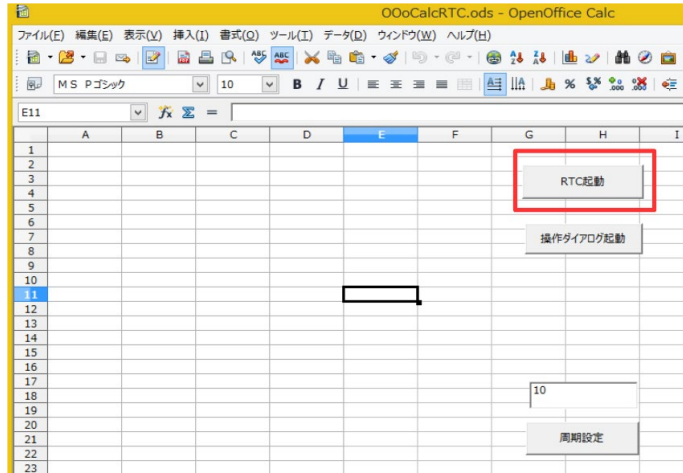 OOoCalcRTC.ods - OpenOffice Calc
ファイル(F) 編集(E) 表示(V) 挿入(I) 書式(O) ツール(T) データ(D) ウィンドウ(W) ヘルプ(H)
ＭＳ Ｐゴシック 10 B I U
E11 fx Σ =
A B C D E F G H I
1
2
3 RTC起動
4
5
6
7 操作ダイアログ起動
8
9
10
11
12
13
14
15
16
17
18 10
19
20
21 周期設定
22
23